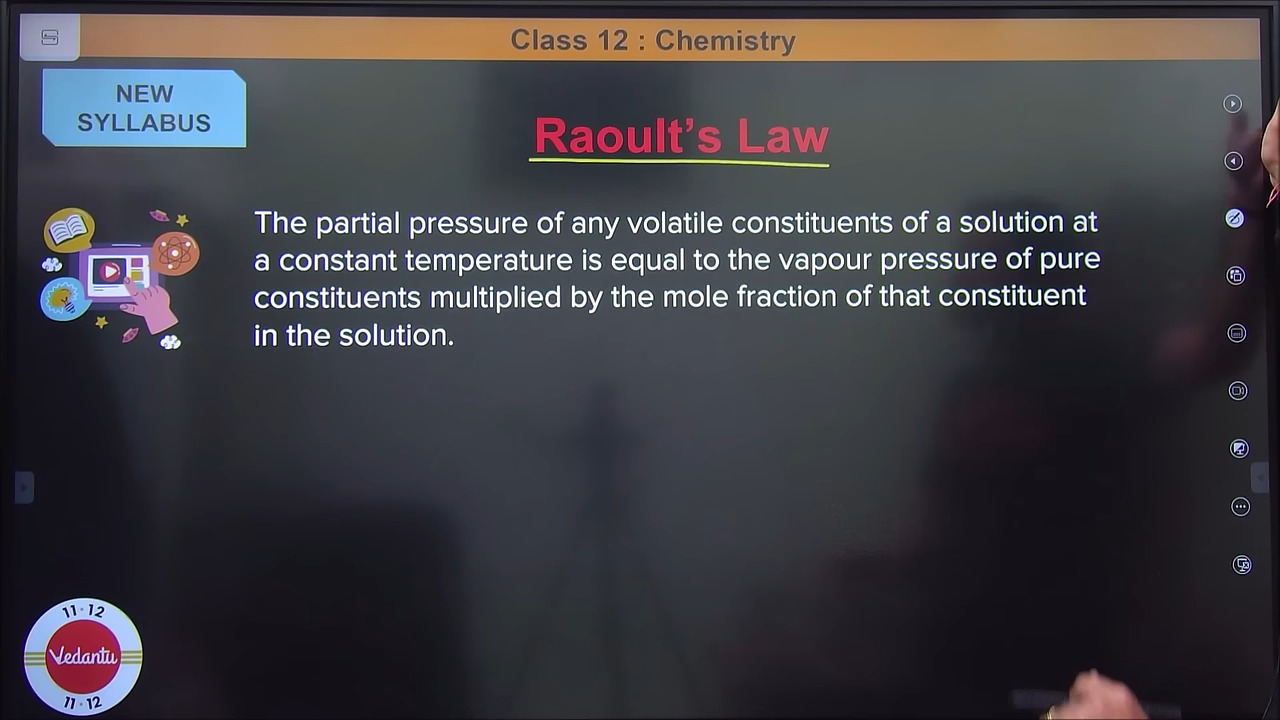 Class 12 : Chemistry
NEW
SYLLABUS
Raoult's Law
The partial pressure of any volatile constituents of a solution at
a constant temperature is equal to the vapour pressure of pure
constituents multiplied by the mole fraction of that constituent
in the solution.
11·12
Vedantu
11·12